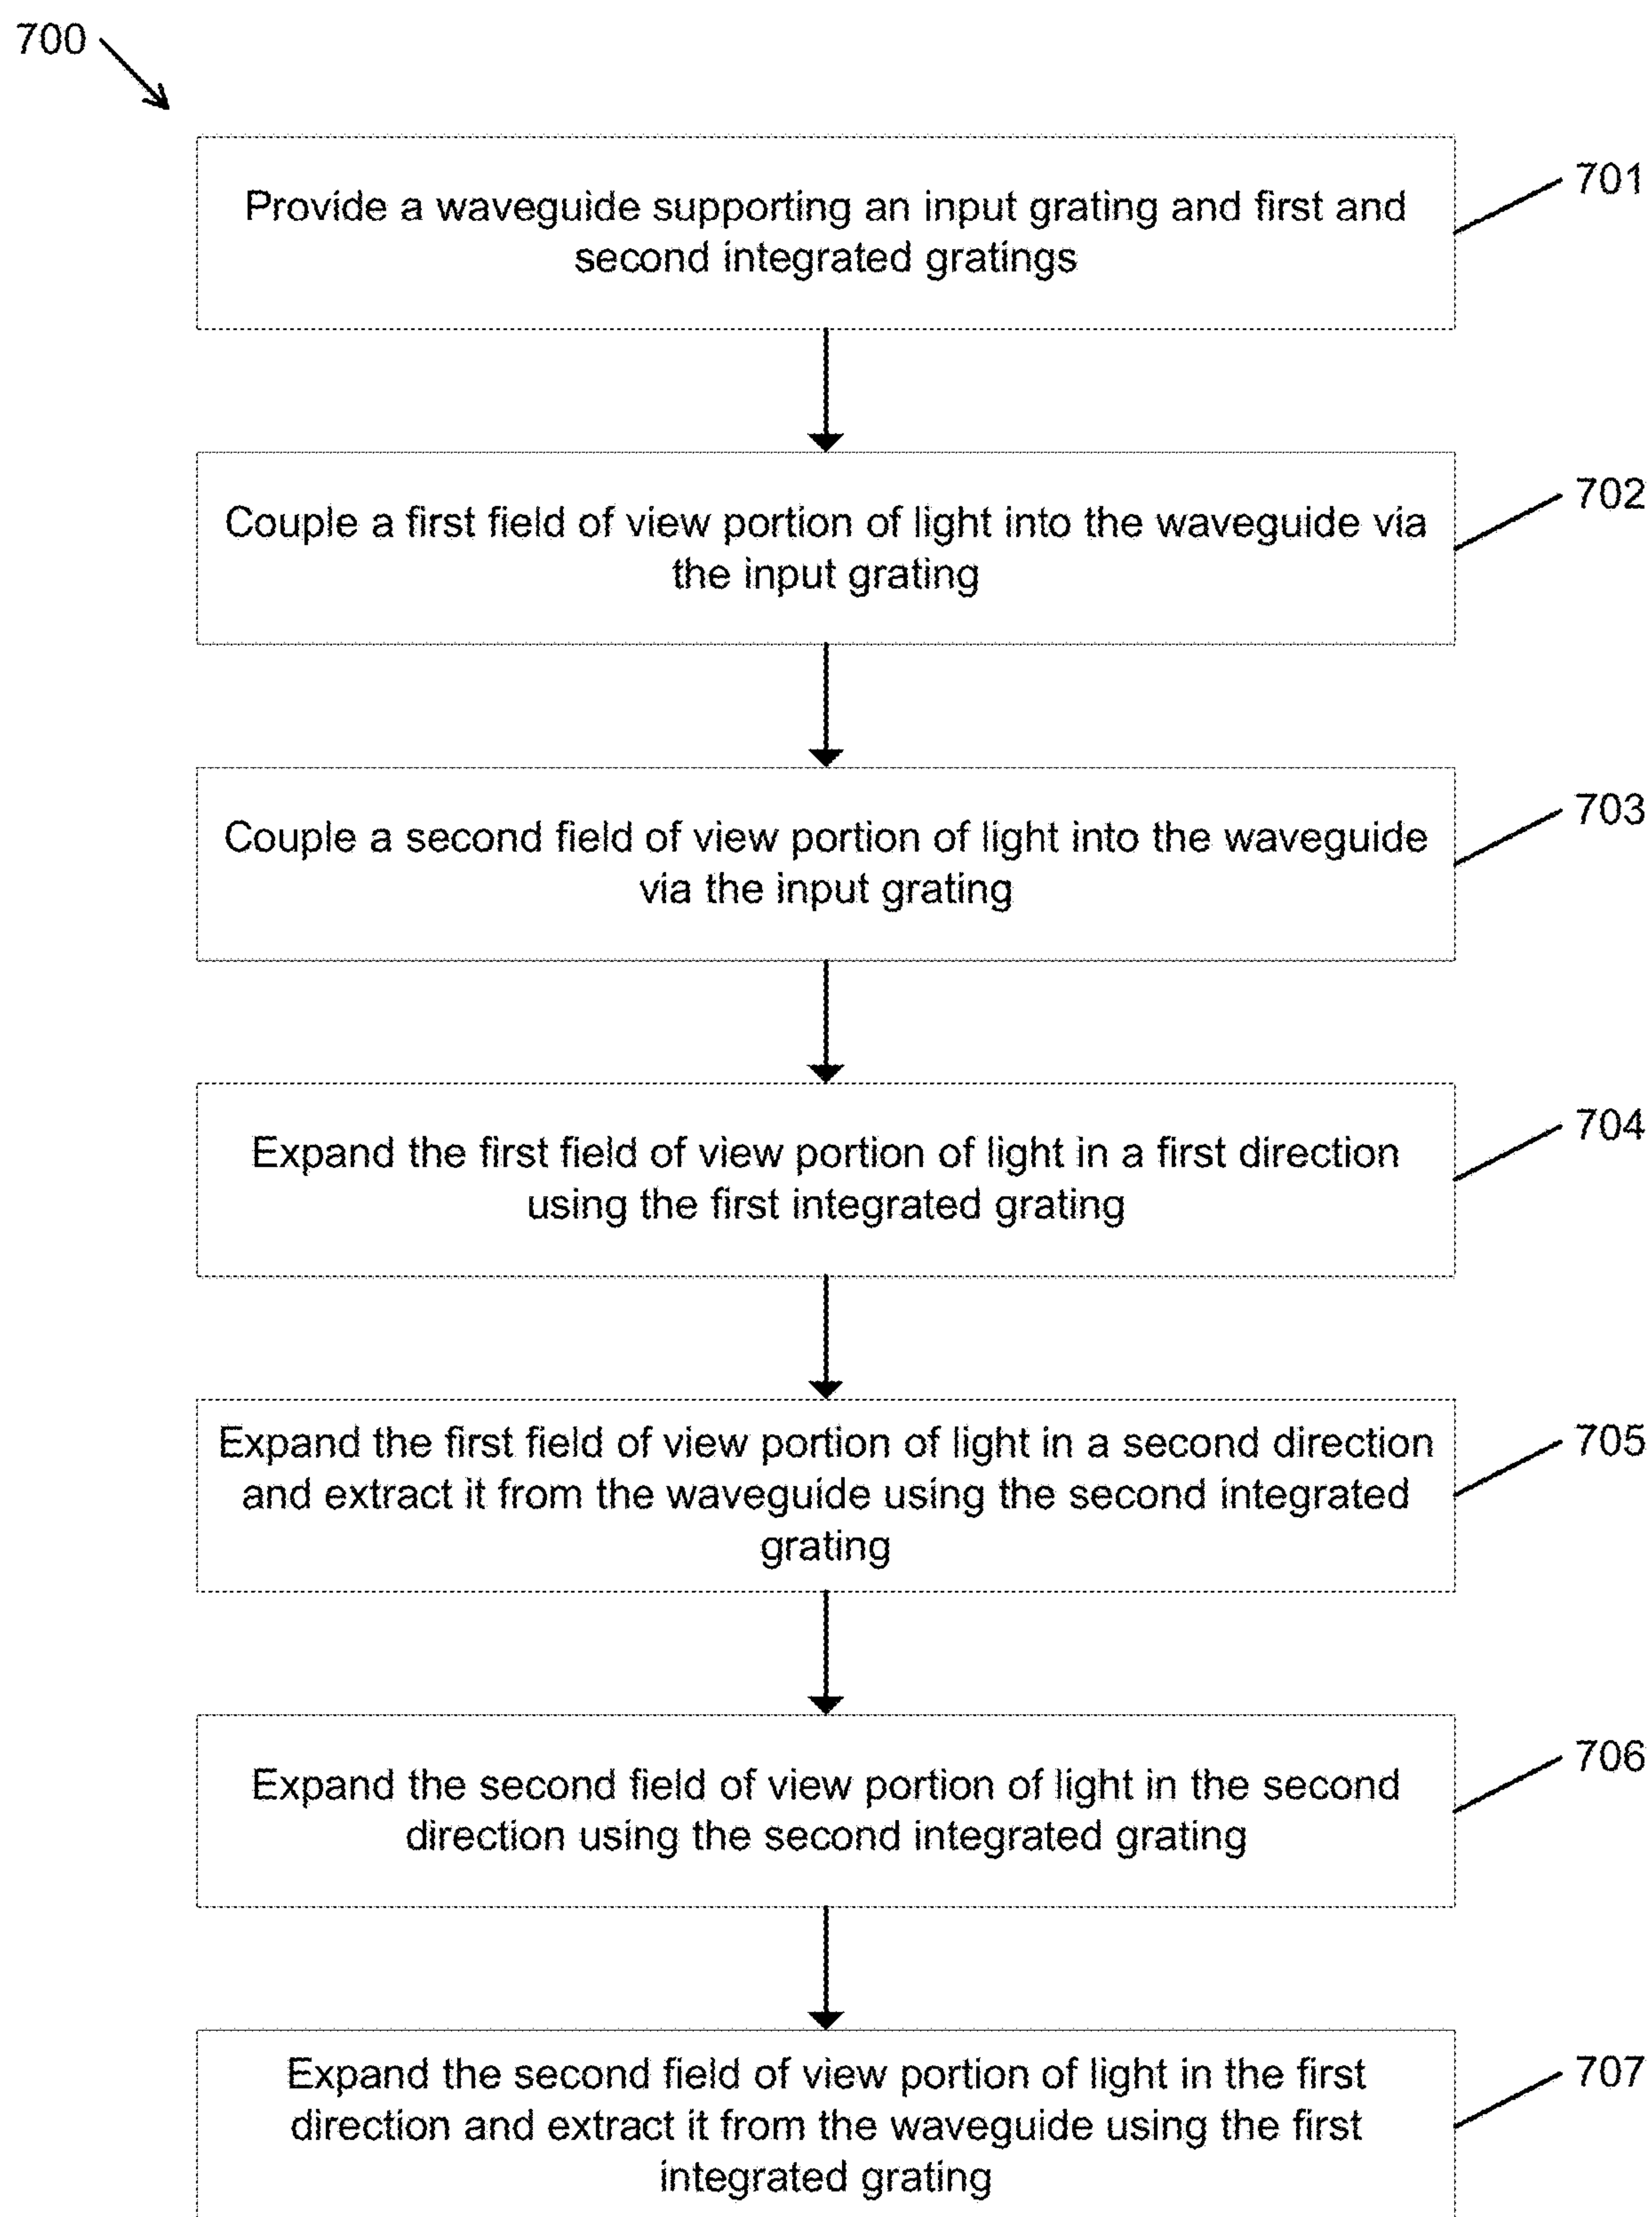 700
Provide a waveguide supporting an input grating and first and
second integrated gratings
701
Couple a first field of view portion of light into the waveguide via
the input grating
702
Couple a second field of view portion of light into the waveguide
via the input grating
703
Expand the first field of view portion of light in a first direction
using the first integrated grating
704
Expand the first field of view portion of light in a second direction
and extract it from the waveguide using the second integrated
grating
705
Expand the second field of view portion of light in the second
direction using the second integrated grating
706
Expand the second field of view portion of light in the first
direction and extract it from the waveguide using the first
integrated grating
707